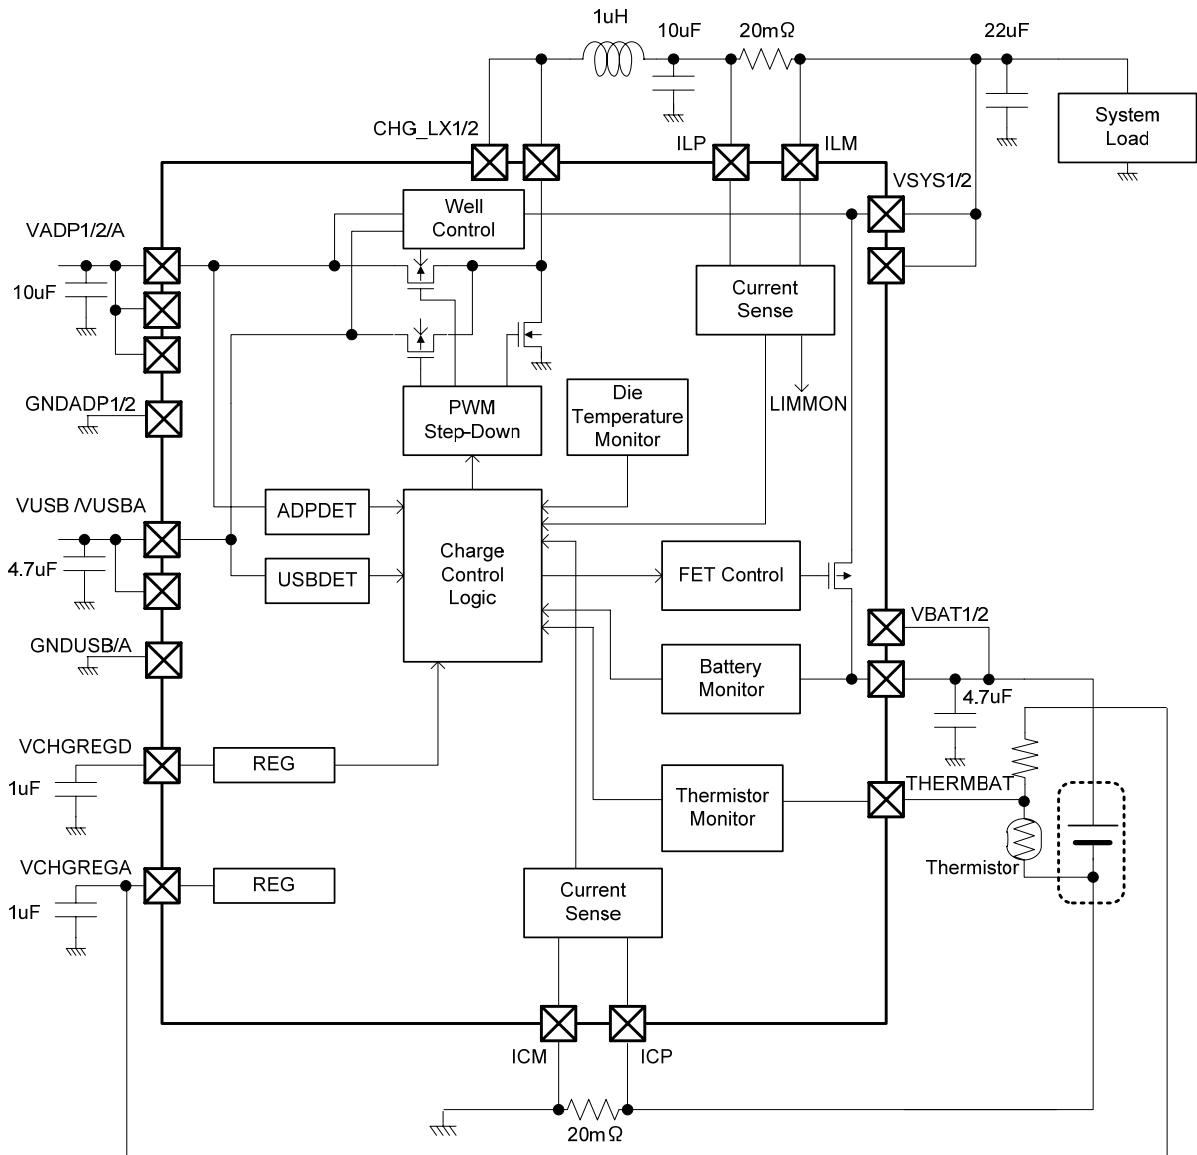 1uH
10uF
20mΩ
22uF
System
Load
CHG_LX1/2
ILP
ILM
VSYS1/2
Well
Control
VADP1/2/A
10uF
Current
Sense
LIMMON
GNDADP1/2
PWM
Step-Down
Die
Temperature
Monitor
VUSB /VUSBA
4.7uF
ADPDET
USBDET
Charge
Control
Logic
FET Control
VBAT1/2
GNDUSB/A
Battery
Monitor
4.7uF
VCHGREGD
1uF
REG
Thermistor
Monitor
THERMBAT
Thermistor
VCHGREGA
1uF
REG
Current
Sense
ICM
ICP
20mΩ